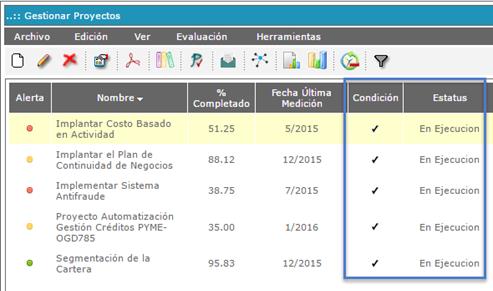 ..:: Gestionar Proyectos
Archivo Edición Ver Evaluación Herramientas
Alerta Nombre % Completado Fecha Última Medición Condición Estatus
Implantar Costo Basado
en Actividad 51.25 5/2015 ✓ En Ejecucion
Implantar el Plan de
Continuidad de Negocios 88.12 12/2015 ✓ En Ejecucion
Implementar Sistema
Antifraude 38.75 7/2015 ✓ En Ejecucion
Proyecto Automatización
Gestión Créditos PYME-
OGD785 35.00 1/2016 ✓ En Ejecucion
Segmentación de la
Cartera 95.83 12/2015 ✓ En Ejecucion